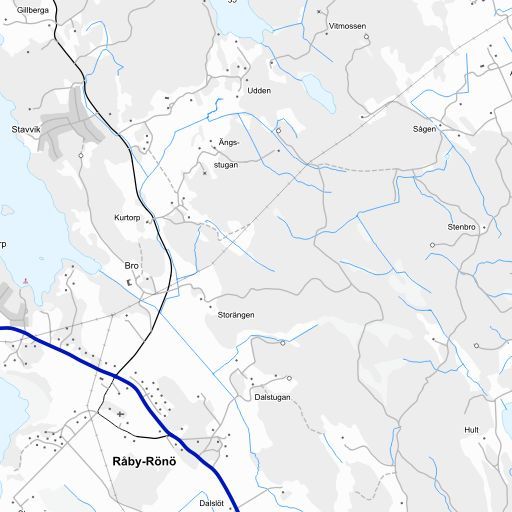 Gillberga
Vitmossen
Udden
Stavvik
Sågen
Ängs-
stugan
Kurtorp
Stenbro
Bro
Storängen
Dalstugan
Hult
Råby-Rönö
Dalslöt